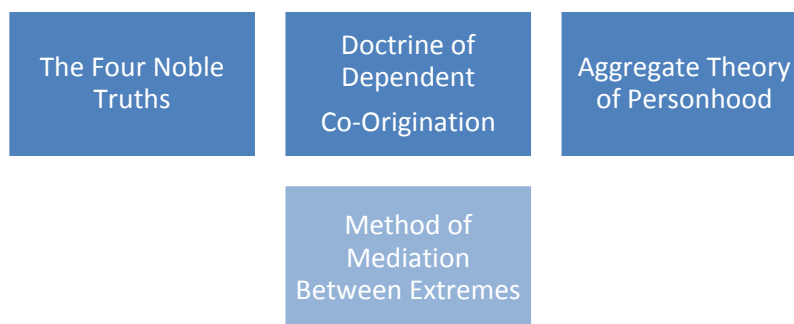 The Four Noble
Truths
Doctrine of
Dependent
Co-Origination
Aggregate Theory
of Personhood
Method of
Mediation
Between Extremes